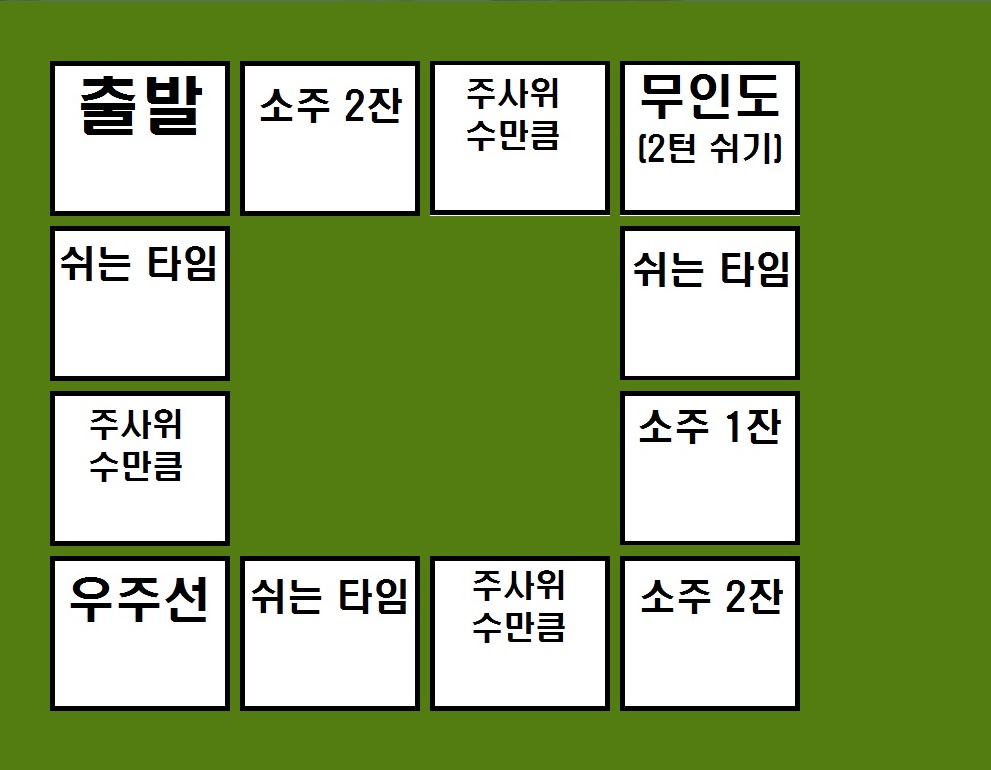 출발
소주 2잔
주사위
수만큼
무인도
(2턴 쉬기)
쉬는 타임
쉬는 타임
주사위
수만큼
소주 1잔
우주선
쉬는 타임
주사위
수만큼
소주 2잔